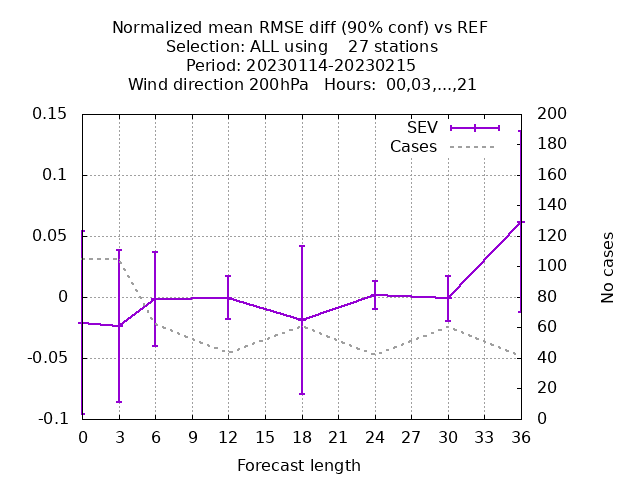 Normalized mean RMSE diff (90% conf) vs REF
Selection: ALL using    27 stations
Period: 20230114-20230215
Wind direction 200hPa   Hours:  00,03,...,21
0.15
0.1
0.05
0
-0.05
-0.1
SEV
Cases
200
180
160
140
120
100
80
60
40
20
0
No cases
0 3 6 9 12 15 18 21 24 27 30 33 36
Forecast length